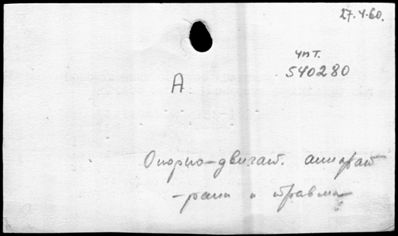 27.4.60.
чит.
540280
А
Опорно-двигат. аппарат
-раны и травмы